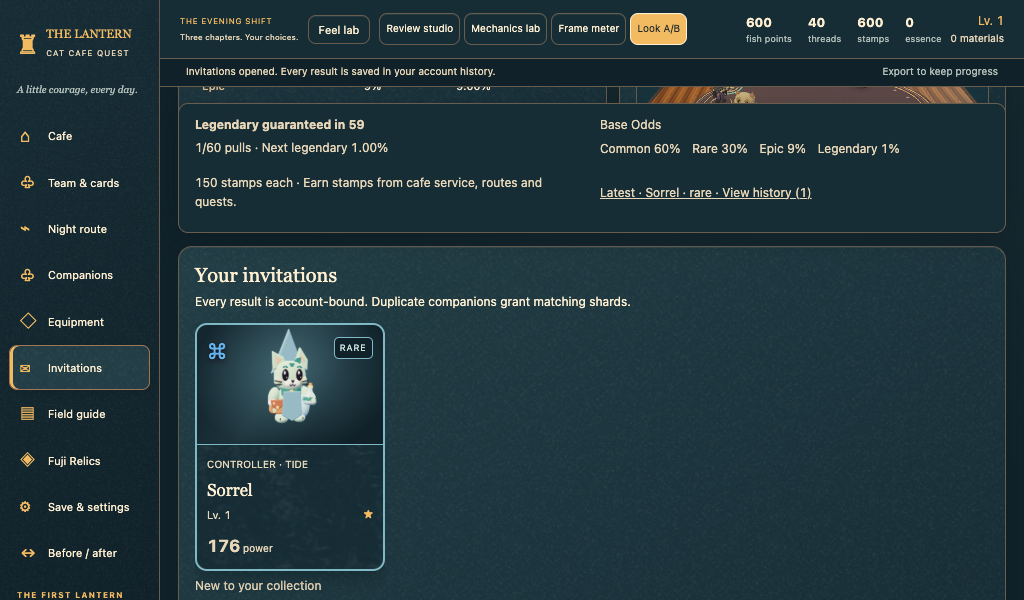 THE LANTERN
CAT CAFE QUEST
A little courage, every day.
Cafe
Team & cards
Night route
Companions
Equipment
Invitations
Field guide
Fuji Relics
Save & settings
Before / after
THE FIRST LANTERN
THE EVENING SHIFT
Three chapters. Your choices.
Feel lab
Review studio
Mechanics lab
Frame meter
Look A/B
600
fish points
40
threads
600
stamps
0
essence
Lv. 1
0 materials
Invitations opened. Every result is saved in your account history.
Export to keep progress
Epic
9%
9.00%
Legendary guaranteed in 59
1/60 pulls · Next legendary 1.00%
150 stamps each · Earn stamps from cafe service, routes and
quests.
Base Odds
Common 60% Rare 30% Epic 9% Legendary 1%
Latest · Sorrel · rare · View history (1)
Your invitations
Every result is account-bound. Duplicate companions grant matching shards.
RARE
CONTROLLER · TIDE
Sorrel
Lv. 1
176 power
New to your collection